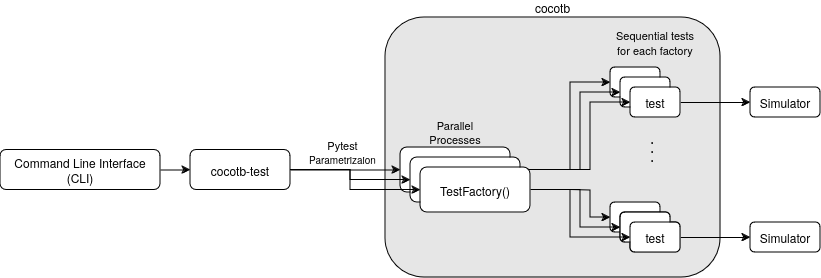 cocotb
Sequential tests
for each factory
test
Simulator
Parallel
Processes
Pytest
Parametrizaion
Command Line Interface
(CLI)
cocotb-test
TestFactory()
test
Simulator